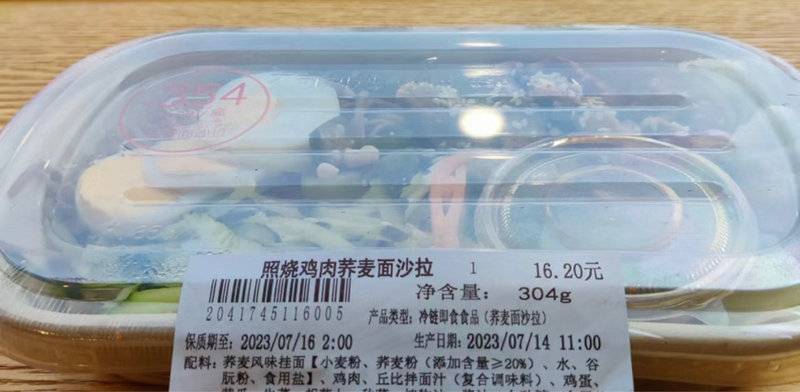 354
照烧鸡肉荞麦面沙拉 1 16.20元
净含量: 304g
2041745116005
产品类型: 冷链即食食品 (荞麦面沙拉)
保质期至: 2023/07/16 2:00 生产日期: 2023/07/14 11:00
配料: 荞麦风味挂面【小麦粉、荞麦粉 (添加含量≥20%) 、水、谷
朊粉、食用盐】、鸡肉、丘比拌面汁 (复合调味料) 、鸡蛋、